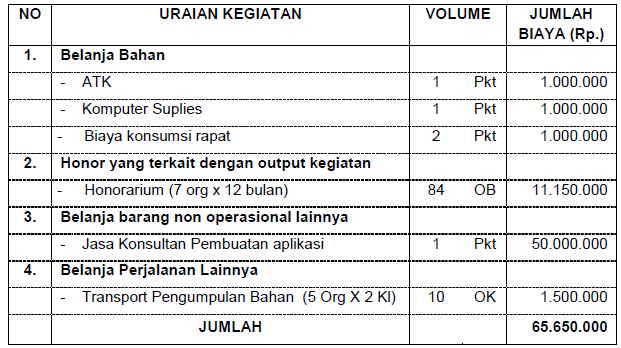 NO URAIAN KEGIATAN VOLUME JUMLAH BIAYA (Rp.)
1. Belanja Bahan
- ATK 1 Pkt 1.000.000
- Komputer Suplies 1 Pkt 1.000.000
- Biaya konsumsi rapat 2 Pkt 1.000.000
2. Honor yang terkait dengan output kegiatan
- Honorarium (7 org x 12 bulan) 84 OB 11.150.000
3. Belanja barang non operasional lainnya
- Jasa Konsultan Pembuatan aplikasi 1 Pkt 50.000.000
4. Belanja Perjalanan Lainnya
- Transport Pengumpulan Bahan (5 Org X 2 Kl) 10 OK 1.500.000
JUMLAH 65.650.000